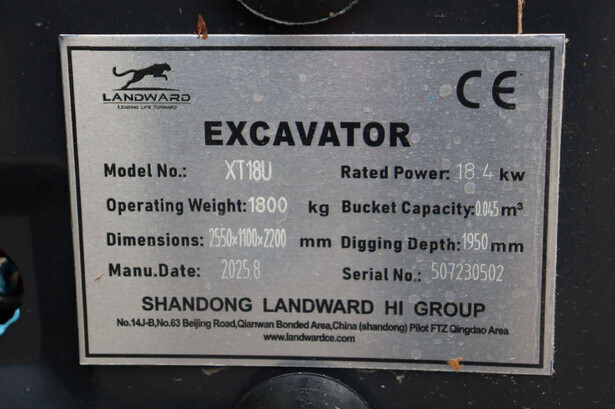 LANDWARD
LEADING LIFE FORWARD
CE
EXCAVATOR
Model No.: XT18U Rated Power: 18.4 kw
Operating Weight: 1800 kg Bucket Capacity: 0.045 m³
Dimensions: 2550×1100×2200 mm Digging Depth: 1950 mm
Manu.Date: 2025.8 Serial No.: 507230502
SHANDONG LANDWARD HI GROUP
No.14J-B,No.63 Beijing Road,Qianwan Bonded Area,China (shandong) Pilot FTZ Qingdao Area
www.landwardce.com